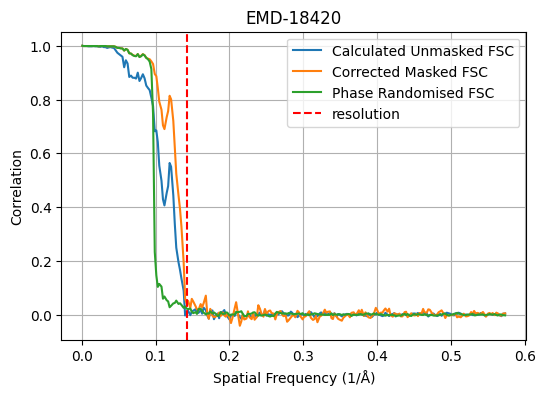 EMD-18420
Calculated Unmasked FSC
Corrected Masked FSC
Phase Randomised FSC
resolution
Correlation
1.0
0.8
0.6
0.4
0.2
0.0
0.0 0.1 0.2 0.3 0.4 0.5 0.6
Spatial Frequency (1/Å)